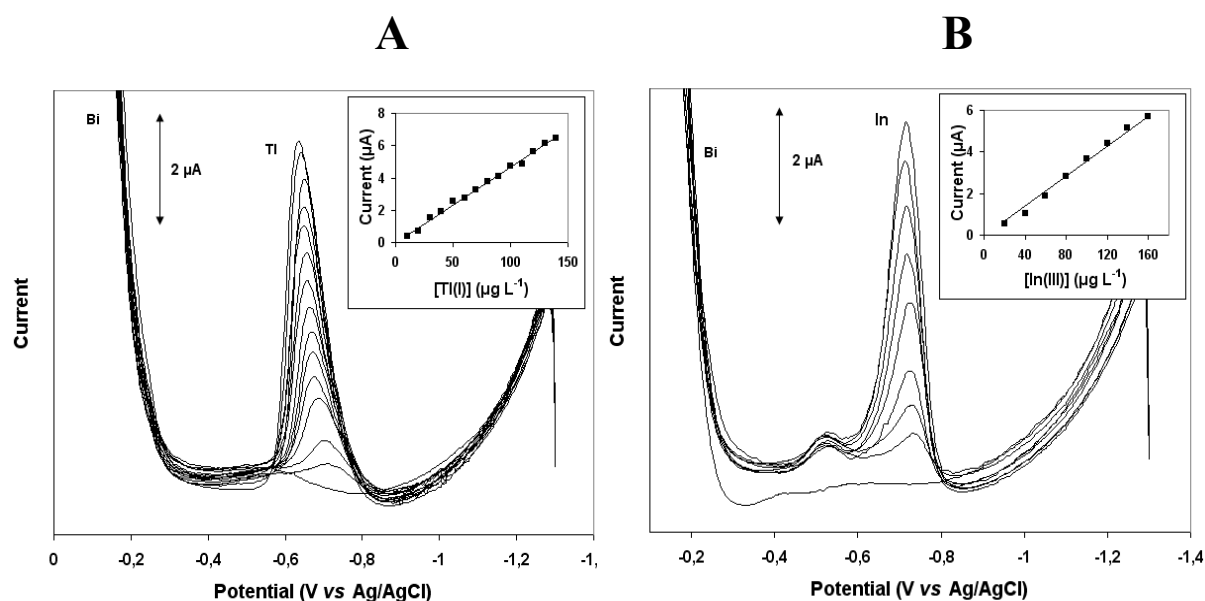 A
B
Bi
Tl
2 µA
8
6
4
2
0
Current (µA)
0
50
100
150
[Tl(I)] (µg L-1)
Current
0
-0,2
-0,4
-0,6
-0,8
-1
-1,2
-1,
Potential (V vs Ag/AgCl)
Bi
In
2 µA
6
4
2
0
Current (µA)
0
40
80
120
160
[In(III)] (µg L-1)
Current
-0,2
-0,4
-0,6
-0,8
-1
-1,2
-1,4
Potential (V vs Ag/AgCl)